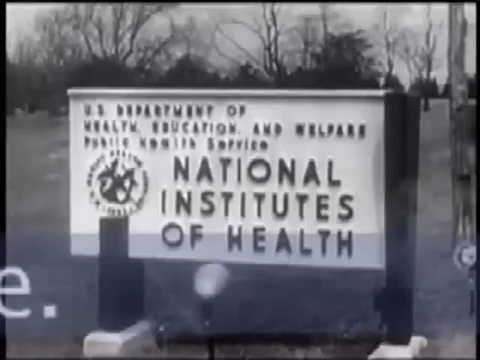 U.S. DEPARTMENT OF
HEALTH, EDUCATION, AND WELFARE
Public Health Service
NATIONAL
INSTITUTES
OF HEALTH
e.